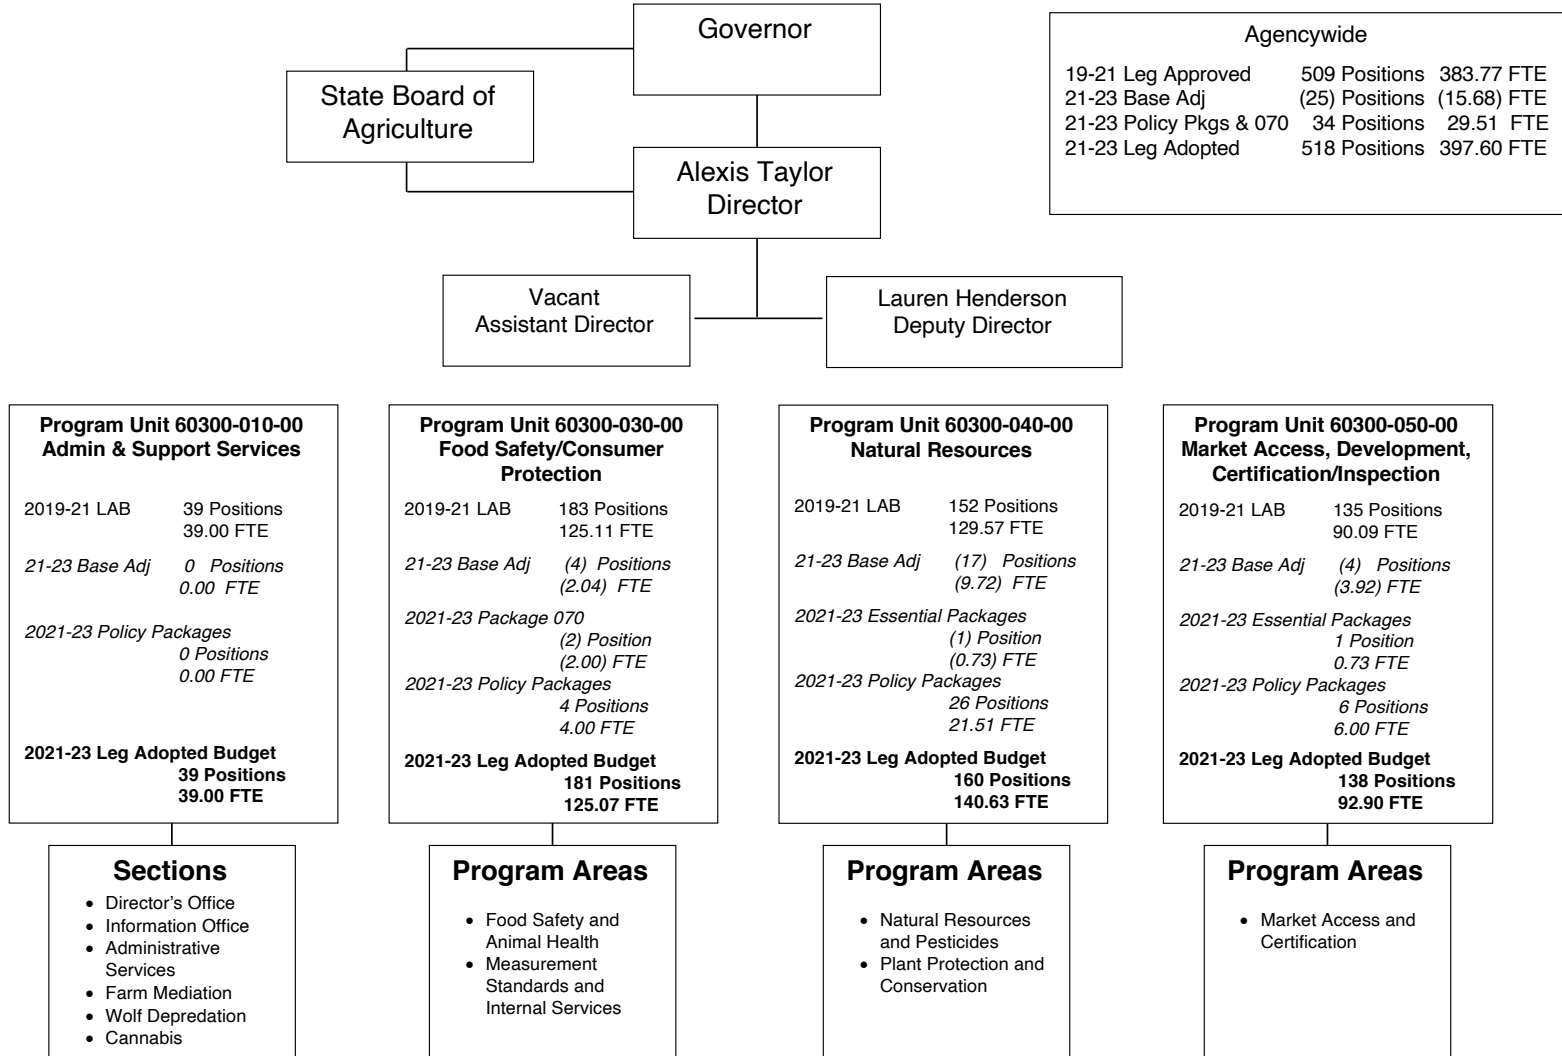 Governor
State Board of
Agriculture
Alexis Taylor
Director
Agencywide
19-21 Leg Approved 509 Positions 383.77 FTE
21-23 Base Adj (25) Positions (15.68) FTE
21-23 Policy Pkgs & 070 34 Positions 29.51 FTE
21-23 Leg Adopted 518 Positions 397.60 FTE
Vacant
Assistant Director
Lauren Henderson
Deputy Director
Program Unit 60300-010-00
Admin & Support Services
2019-21 LAB 39 Positions
39.00 FTE
21-23 Base Adj 0 Positions
0.00 FTE
2021-23 Policy Packages
0 Positions
0.00 FTE
2021-23 Leg Adopted Budget
39 Positions
39.00 FTE
Program Unit 60300-030-00
Food Safety/Consumer
Protection
2019-21 LAB 183 Positions
125.11 FTE
21-23 Base Adj (4) Positions
(2.04) FTE
2021-23 Package 070
(2) Position
(2.00) FTE
2021-23 Policy Packages
4 Positions
4.00 FTE
2021-23 Leg Adopted Budget
181 Positions
125.07 FTE
Program Unit 60300-040-00
Natural Resources
2019-21 LAB 152 Positions
129.57 FTE
21-23 Base Adj (17) Positions
(9.72) FTE
2021-23 Essential Packages
(1) Position
(0.73) FTE
2021-23 Policy Packages
26 Positions
21.51 FTE
2021-23 Leg Adopted Budget
160 Positions
140.63 FTE
Program Unit 60300-050-00
Market Access, Development,
Certification/Inspection
2019-21 LAB 135 Positions
90.09 FTE
21-23 Base Adj (4) Positions
(3.92) FTE
2021-23 Essential Packages
1 Position
0.73 FTE
2021-23 Policy Packages
6 Positions
6.00 FTE
2021-23 Leg Adopted Budget
138 Positions
92.90 FTE
Sections
• Director's Office
• Information Office
• Administrative
Services
• Farm Mediation
• Wolf Depredation
• Cannabis
Program Areas
• Food Safety and
Animal Health
• Measurement
Standards and
Internal Services
Program Areas
• Natural Resources
and Pesticides
• Plant Protection and
Conservation
Program Areas
• Market Access and
Certification